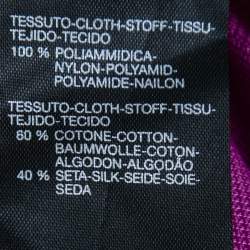 TESSUTO-CLOTH-STOFF-TISSU-
TEJIDO-TECIDO
100 % POLIAMMIDICA-
NYLON-POLYAMID-
POLYAMIDE-NAILON
TESSUTO-CLOTH-STOFF-TISSU-
TEJIDO-TECIDO
60 % COTONE-COTTON-
BAUMWOLLE-COTON-
ALGODON-ALGODÃO
40 % SETA-SILK-SEIDE-SOIE-
SEDA